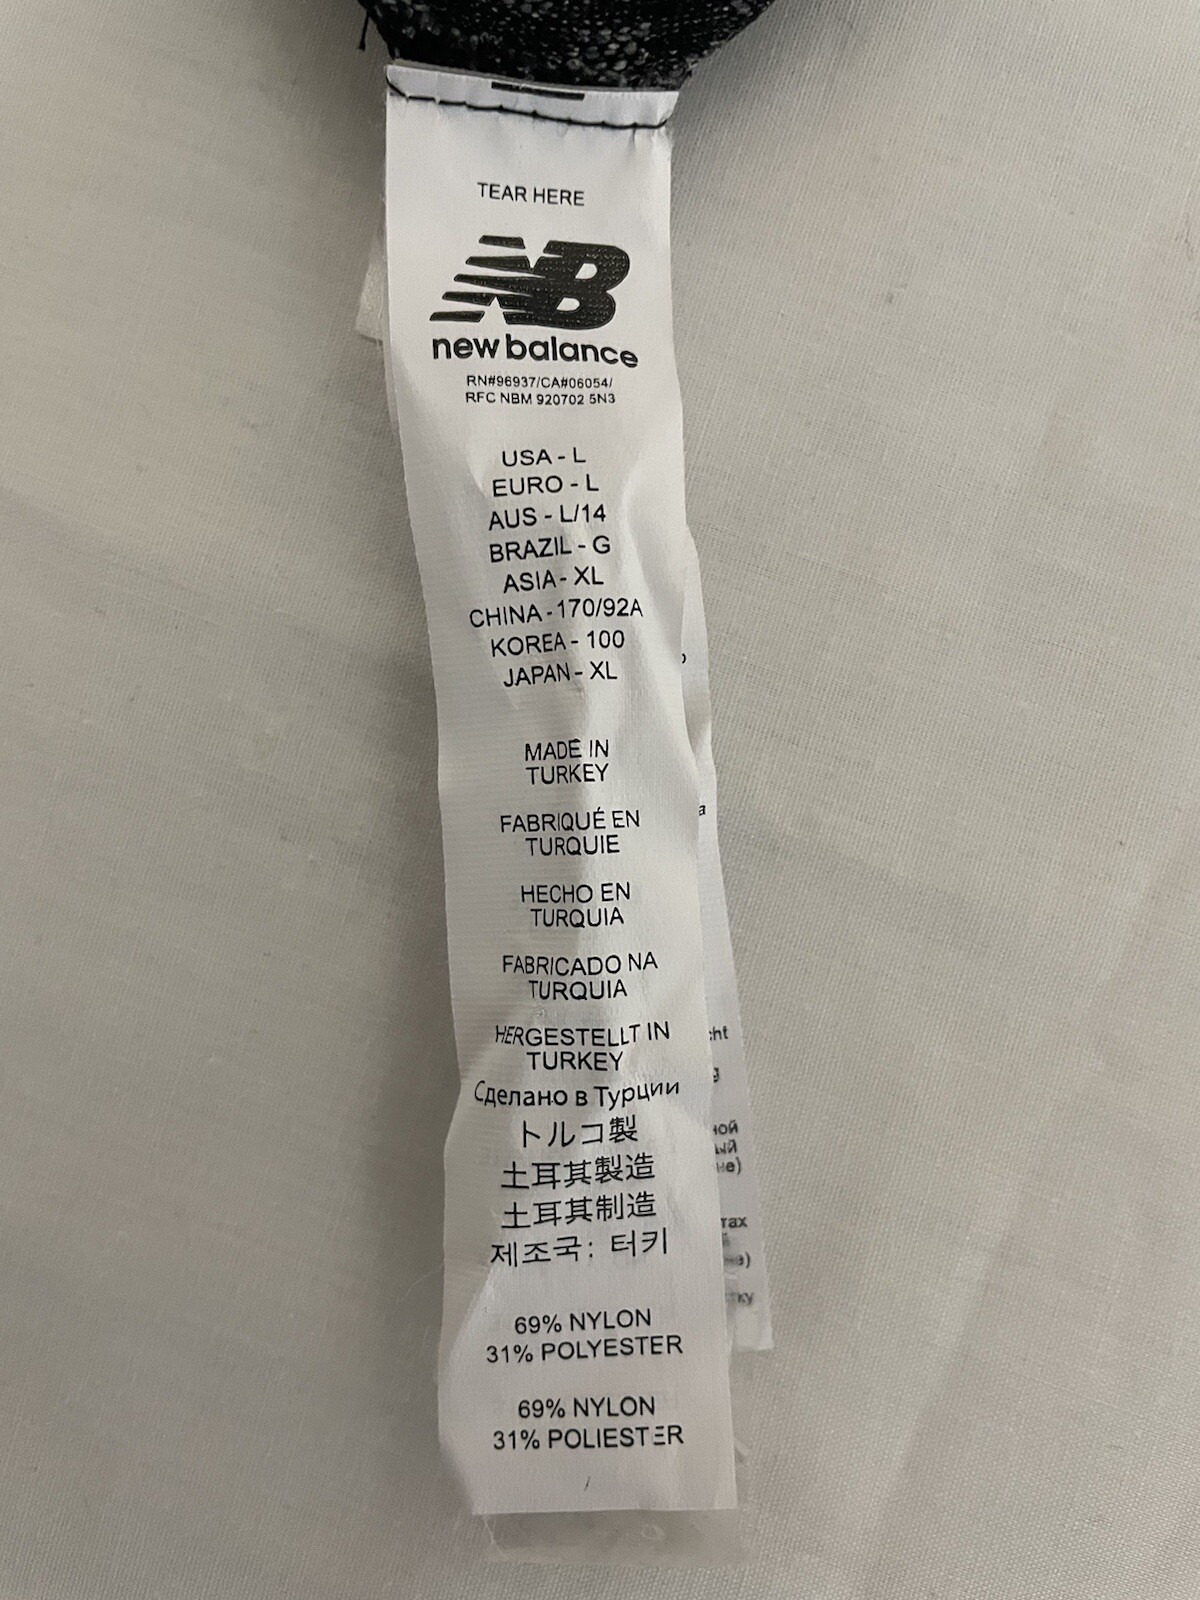 TEAR HERE
NB
new balance
RN#96937/CA#06054/
RFC NBM 920702 5N3
USA - L
EURO - L
AUS - L/14
BRAZIL - G
ASIA - XL
CHINA - 170/92A
KOREA - 100
JAPAN - XL
MADE IN
TURKEY
FABRIQUÉ EN
TURQUIE
HECHO EN
TURQUIA
FABRICADO NA
TURQUIA
HERGESTELLT IN
TURKEY
Сделано в Турции
トルコ製
土耳其製造
土耳其制造
제조국: 터키
69% NYLON
31% POLYESTER
69% NYLON
31% POLIESTER